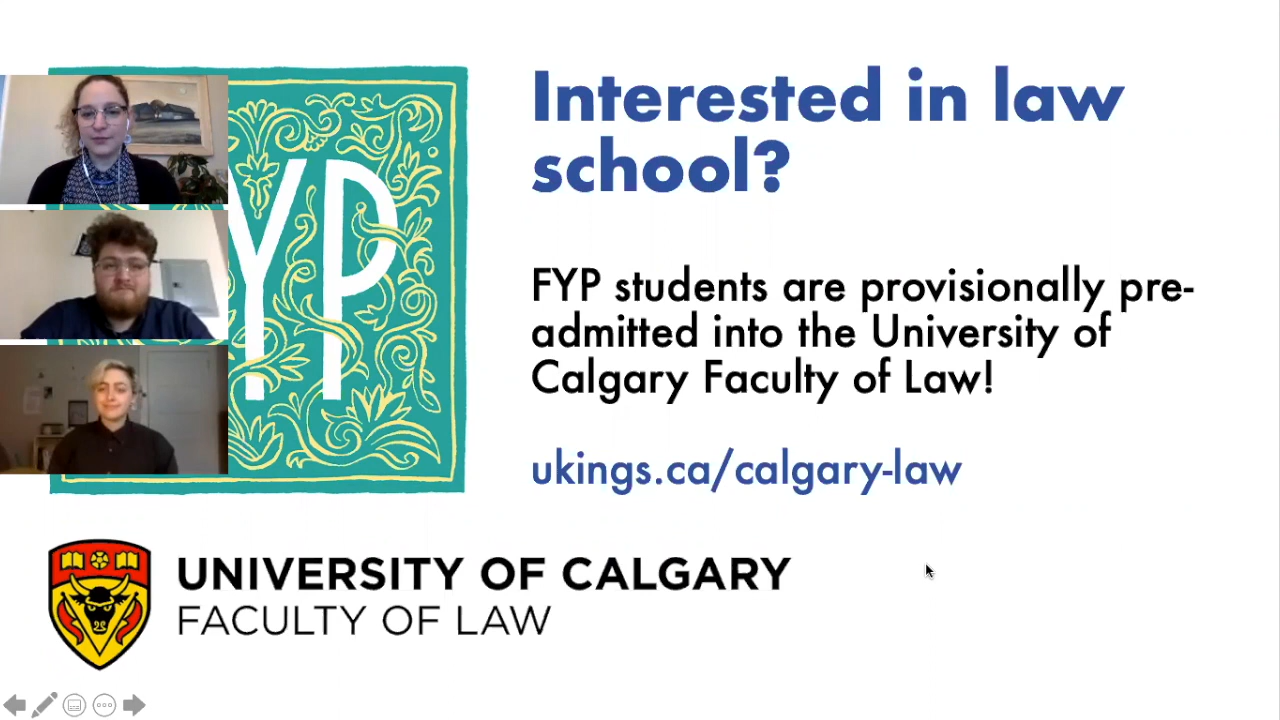 YP
Interested in law
school?
FYP students are provisionally pre-
admitted into the University of
Calgary Faculty of Law!
ukings.ca/calgary-law
UNIVERSITY OF CALGARY
FACULTY OF LAW